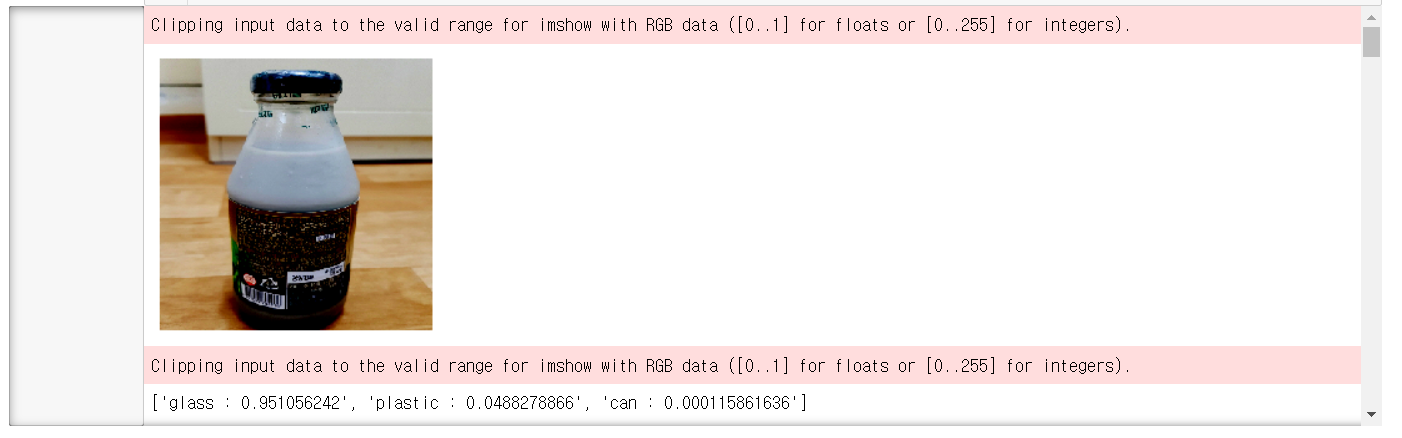 Clipping input data to the valid range for imshow with RGB data ([0..1] for floats or [0..255] for integers).
Clipping input data to the valid range for imshow with RGB data ([0..1] for floats or [0..255] for integers).
['glass : 0.951056242', 'plastic : 0.0488278866', 'can : 0.000115861636']